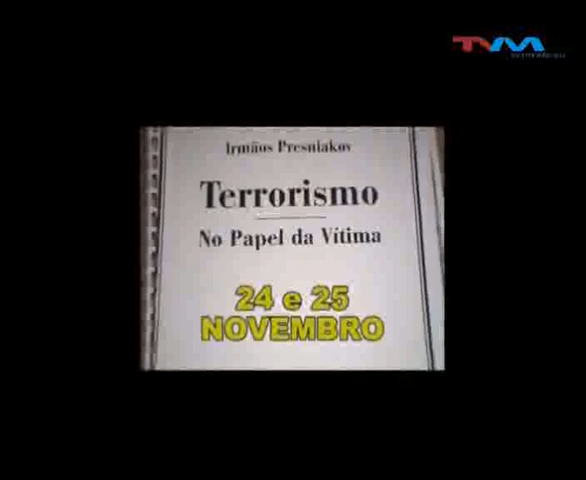 TVM
Irmãos Presniakov
Terrorismo
No Papel da Vítima
24 e 25
NOVEMBRO